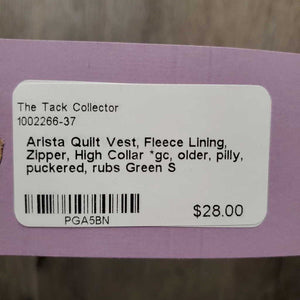 The Tack Collector
1002266-37
Arista Quilt Vest, Fleece Lining,
Zipper, High Collar *gc, older, pilly,
puckered, rubs Green S
PGA5BN
$28.00